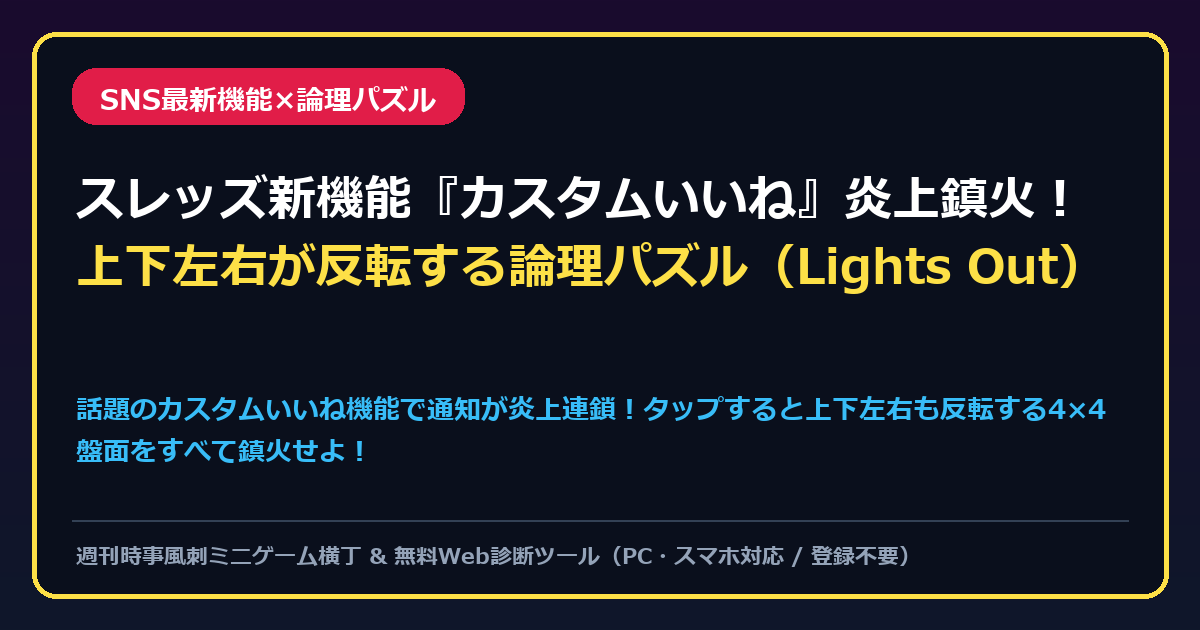 SNS最新機能×論理パズル
スレッズ新機能『カスタムいいね』炎上鎮火！
上下左右が反転する論理パズル（Lights Out）
話題のカスタムいいね機能で通知が炎上連鎖！タップすると上下左右も反転する4×4
盤面をすべて鎮火せよ！
週刊時事風刺ミニゲーム横丁 & 無料Web診断ツール（PC・スマホ対応 / 登録不要）